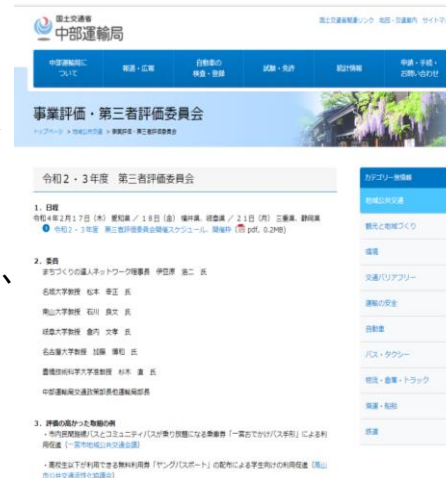 国土交通省
中部運輸局
国土交通省関連リンク 地図・交通案内 サイトマ
中部運輸局に
ついて
報道・広報
自動車の
検査・登録
試験・免許
統計情報
申請・手続・
お問い合わせ
事業評価・第三者評価委員会
トップページ > 地域公共交通 > 事業評価・第三者評価委員会
令和2・3年度 第三者評価委員会
1. 日程
令和4年2月17日(木) 愛知県 / 18日(金) 福井県、岐阜県 / 21日(月) 三重県、静岡県
令和2・3年度 第三者評価委員会開催スケジュール、開催枠 ( pdf, 0.2MB)
2. 委員
まちづくりの達人ネットワーク理事長 伊豆原 浩二 氏
名城大学教授 松本 幸正 氏
南山大学教授 石川 良文 氏
岐阜大学教授 倉内 文孝 氏
名古屋大学教授 加藤 博和 氏
豊橋技術科学大学准教授 杉木 直 氏
中部運輸局交通政策部長他運輸局部長
3. 評価の高かった取組の例
・市内民間路線バスとコミュニティバスが乗り放題になる乗車券「一宮おでかけバス手形」による利
用促進(一宮市地域公共交通会議)
・高校生以下が利用できる無料利用券「ヤングパスポート」の配布による学生向けの利用促進(高山
市公共交通活性化協議会)
カテゴリー別情報
地域公共交通
観光と地域づくり
環境
交通バリアフリー
運輸の安全
自動車
バス・タクシー
物流・倉庫・トラック
海運・船舶
鉄道
、